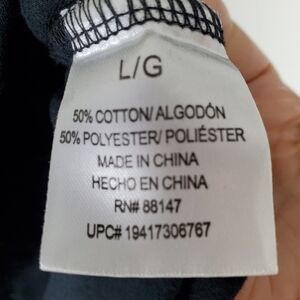 L/G
50% COTTON/ ALGODÓN
50% POLYESTER/ POLIÉSTER
MADE IN CHINA
HECHO EN CHINA
RN# 88147
UPC# 19417306767